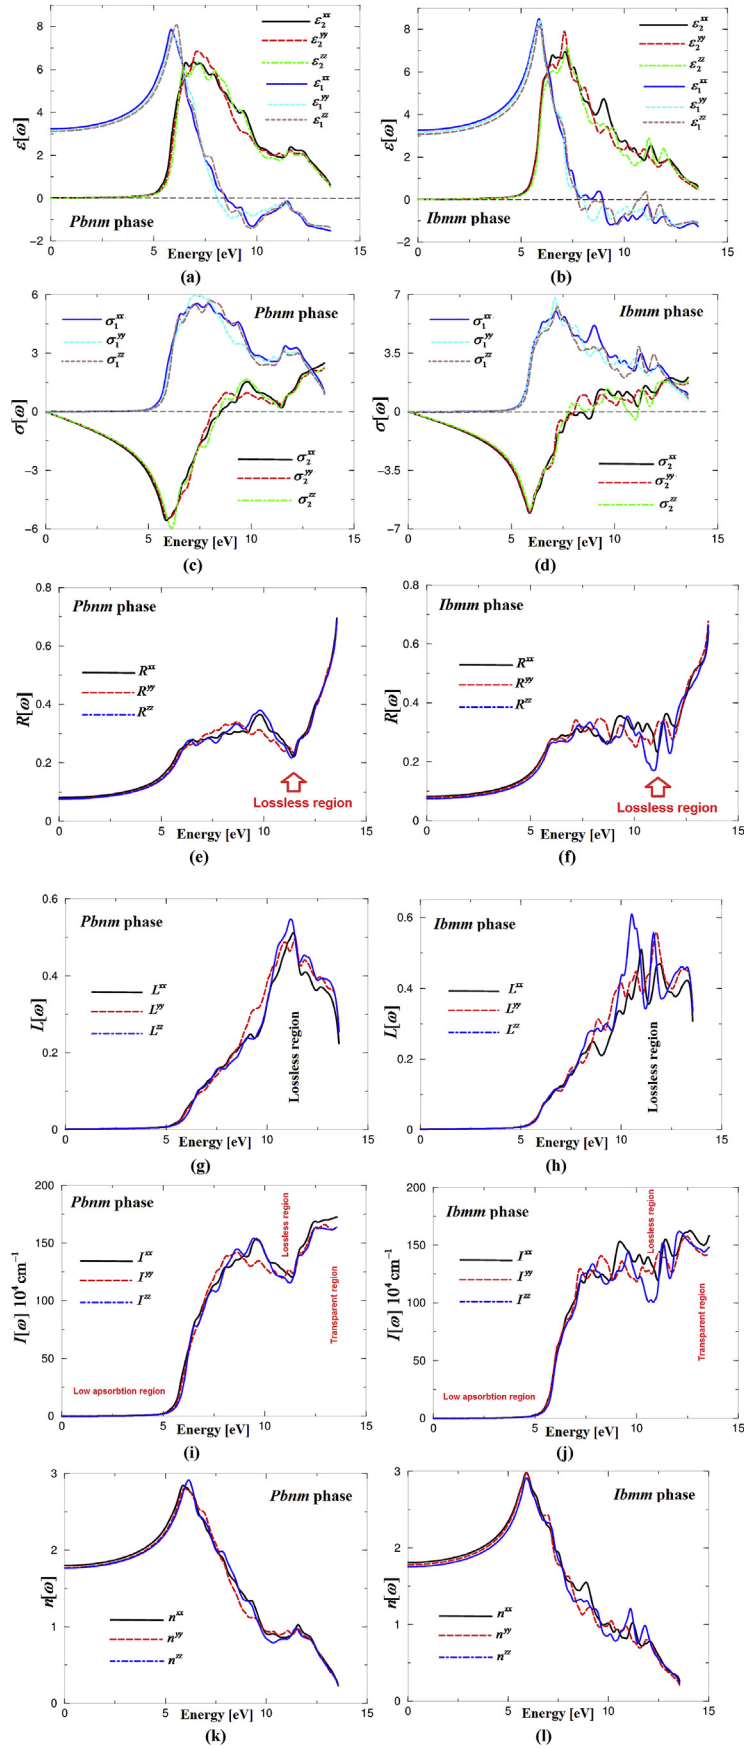 8
6
4
2
0
−2
ε[ω]
ε₂ˣˣ
ε₂ʸʸ
ε₂ᶻᶻ
ε₁ˣˣ
ε₁ʸʸ
ε₁ᶻᶻ
Pbnm phase
0 5 10 15
Energy [eV]
(a)
8
6
4
2
0
−2
ε[ω]
ε₂ˣˣ
ε₂ʸʸ
ε₂ᶻᶻ
ε₁ˣˣ
ε₁ʸʸ
ε₁ᶻᶻ
Ibmm phase
0 5 10 15
Energy [eV]
(b)
6
3
0
−3
−6
σ[ω]
Pbnm phase
σ₁ˣˣ
σ₁ʸʸ
σ₁ᶻᶻ
σ₂ˣˣ
σ₂ʸʸ
σ₂ᶻᶻ
0 5 10 15
Energy [eV]
(c)
7
3.5
0
−3.5
−7
σ[ω]
Ibmm phase
σ₁ˣˣ
σ₁ʸʸ
σ₁ᶻᶻ
σ₂ˣˣ
σ₂ʸʸ
σ₂ᶻᶻ
0 5 10 15
Energy [eV]
(d)
0.8
0.6
0.4
0.2
0
R[ω]
Pbnm phase
Rˣˣ
Rʸʸ
Rᶻᶻ
Lossless region
0 5 10 15
Energy [eV]
(e)
0.8
0.6
0.4
0.2
0
R[ω]
Ibmm phase
Rˣˣ
Rʸʸ
Rᶻᶻ
Lossless region
0 5 10 15
Energy [eV]
(f)
0.6
0.4
0.2
0
L[ω]
Pbnm phase
Lˣˣ
Lʸʸ
Lᶻᶻ
Lossless region
0 5 10 15
Energy [eV]
(g)
0.6
0.4
0.2
0
L[ω]
Ibmm phase
Lˣˣ
Lʸʸ
Lᶻᶻ
Lossless region
0 5 10 15
Energy [eV]
(h)
200
150
100
50
0
I[ω] 10⁴ cm⁻¹
Pbnm phase
Iˣˣ
Iʸʸ
Iᶻᶻ
Lossless region
Transparent region
Low apsorbtion region
0 5 10 15
Energy [eV]
(i)
200
150
100
50
0
I[ω] 10⁴ cm⁻¹
Ibmm phase
Iˣˣ
Iʸʸ
Iᶻᶻ
Lossless region
Transparent region
Low apsorbtion region
0 5 10 15
Energy [eV]
(j)
3
2
1
0
n[ω]
Pbnm phase
nˣˣ
nʸʸ
nᶻᶻ
0 5 10 15
Energy [eV]
(k)
3
2
1
0
n[ω]
Ibmm phase
nˣˣ
nʸʸ
nᶻᶻ
0 5 10 15
Energy [eV]
(l)